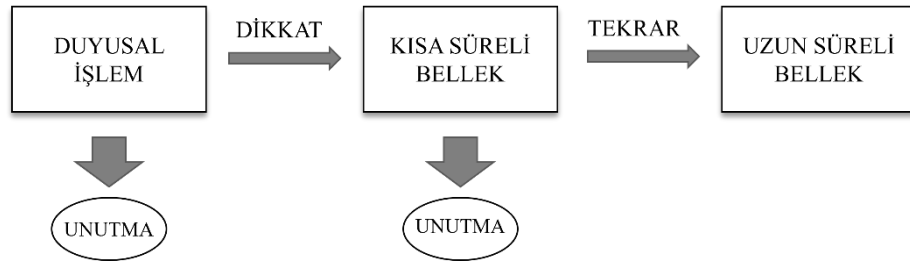 DUYUSAL
İŞLEM
DİKKAT
KISA SÜRELİ
BELLEK
TEKRAR
UZUN SÜRELİ
BELLEK
UNUTMA
UNUTMA